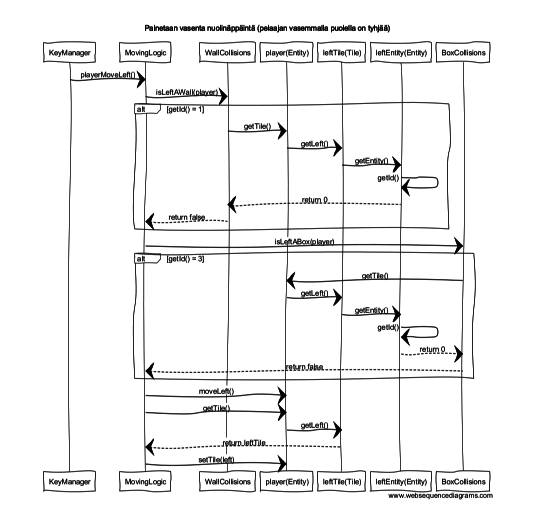 Painetaan vasenta nuolinäppäintä (pelaajan vasemmalla puolella on tyhjää)
KeyManager MovingLogic WallCollisions player(Entity) leftTile(Tile) leftEntity(Entity) BoxCollisions
playerMoveLeft()
isLeftAWall(player)
alt [getId() = 1]
getTile()
getLeft()
getEntity()
getId()
return 0
return false
isLeftABox(player)
alt [getId() = 3]
getTile()
getLeft()
getEntity()
getId()
return 0
return false
moveLeft()
getTile()
getLeft()
return leftTile
setTile(left)
KeyManager MovingLogic WallCollisions player(Entity) leftTile(Tile) leftEntity(Entity) BoxCollisions
www.websequencediagrams.com